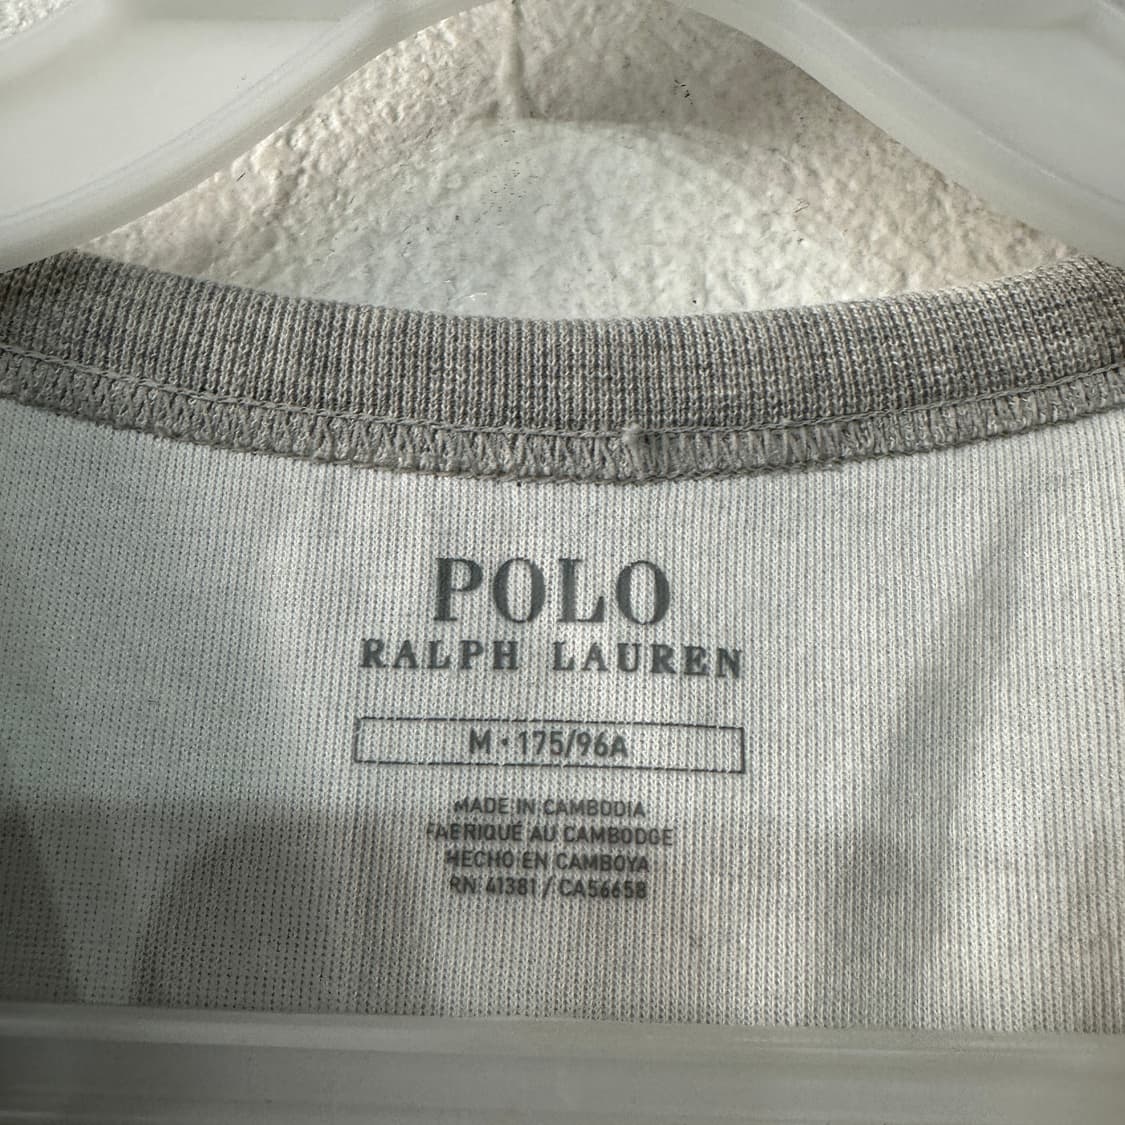 POLO
RALPH LAUREN
M · 175/96A
MADE IN CAMBODIA
FABRIQUÉ AU CAMBODGE
HECHO EN CAMBOYA
RN 41381 / CA56658